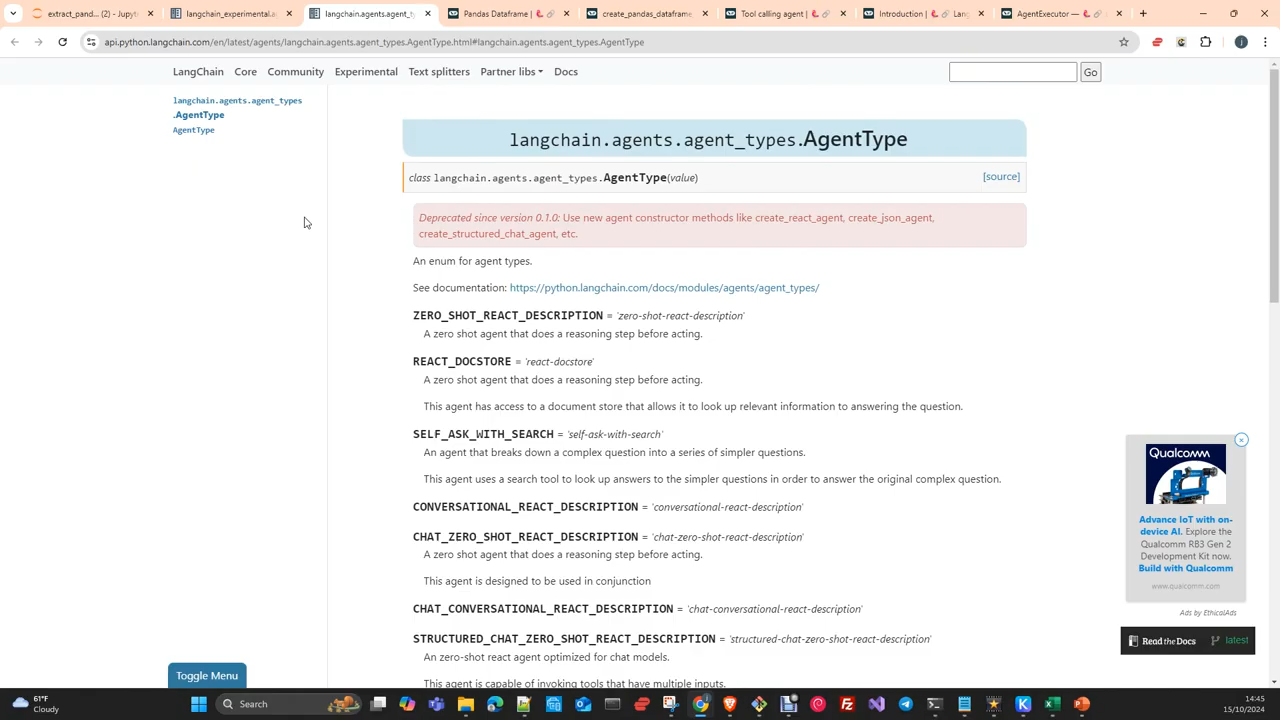 extract_pand... (2) - Jupyt
langchain_experimental.a
langchain.agents.agent_ty
Pandas Dataframe |
create_pandas_dataframe
Tool calling agent |
Introduction | Lang
AgentExecutor —
api.python.langchain.com/en/latest/agents/langchain.agents.agent_types.AgentType.html#langchain.agents.agent_types.AgentType
LangChain Core Community Experimental Text splitters Partner libs Docs Go
langchain.agents.agent_types
.AgentType
AgentType
langchain.agents.agent_types.AgentType
class langchain.agents.agent_types.AgentType(value) [source]
Deprecated since version 0.1.0: Use new agent constructor methods like create_react_agent, create_json_agent,
create_structured_chat_agent, etc.
An enum for agent types.
See documentation: https://python.langchain.com/docs/modules/agents/agent_types/
ZERO_SHOT_REACT_DESCRIPTION = 'zero-shot-react-description'
A zero shot agent that does a reasoning step before acting.
REACT_DOCSTORE = 'react-docstore'
A zero shot agent that does a reasoning step before acting.
This agent has access to a document store that allows it to look up relevant information to answering the question.
SELF_ASK_WITH_SEARCH = 'self-ask-with-search'
An agent that breaks down a complex question into a series of simpler questions.
This agent uses a search tool to look up answers to the simpler questions in order to answer the original complex question.
CONVERSATIONAL_REACT_DESCRIPTION = 'conversational-react-description'
CHAT_ZERO_SHOT_REACT_DESCRIPTION = 'chat-zero-shot-react-description'
A zero shot agent that does a reasoning step before acting.
This agent is designed to be used in conjunction
CHAT_CONVERSATIONAL_REACT_DESCRIPTION = 'chat-conversational-react-description'
STRUCTURED_CHAT_ZERO_SHOT_REACT_DESCRIPTION = 'structured-chat-zero-shot-react-description'
An zero-shot react agent optimized for chat models.
This agent is capable of invoking tools that have multiple inputs.
Qualcomm
Advance IoT with on-
device AI. Explore the
Qualcomm RB3 Gen 2
Development Kit now.
Build with Qualcomm
www.qualcomm.com
Ads by EthicalAds
Read the Docs latest
Toggle Menu
61°F
Cloudy
Search
14:45
15/10/2024